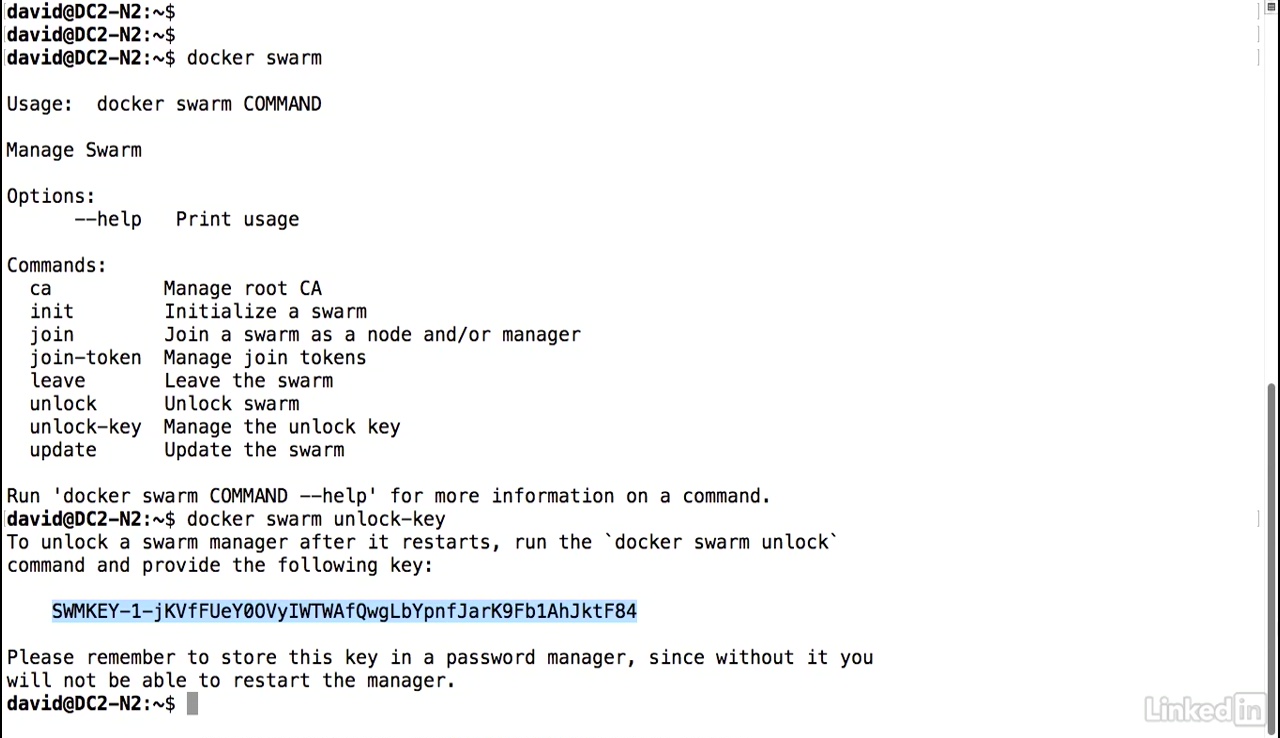 david@DC2-N2:~$
david@DC2-N2:~$
david@DC2-N2:~$ docker swarm
Usage:  docker swarm COMMAND
Manage Swarm
Options:
      --help   Print usage
Commands:
  ca          Manage root CA
  init        Initialize a swarm
  join        Join a swarm as a node and/or manager
  join-token  Manage join tokens
  leave       Leave the swarm
  unlock      Unlock swarm
  unlock-key  Manage the unlock key
  update      Update the swarm
Run 'docker swarm COMMAND --help' for more information on a command.
david@DC2-N2:~$ docker swarm unlock-key
To unlock a swarm manager after it restarts, run the `docker swarm unlock`
command and provide the following key:
    SWMKEY-1-jKVfFUeY0OVyIWTWAfQwgLbYpnfJarK9Fb1AhJktF84
Please remember to store this key in a password manager, since without it you
will not be able to restart the manager.
david@DC2-N2:~$
Linked in